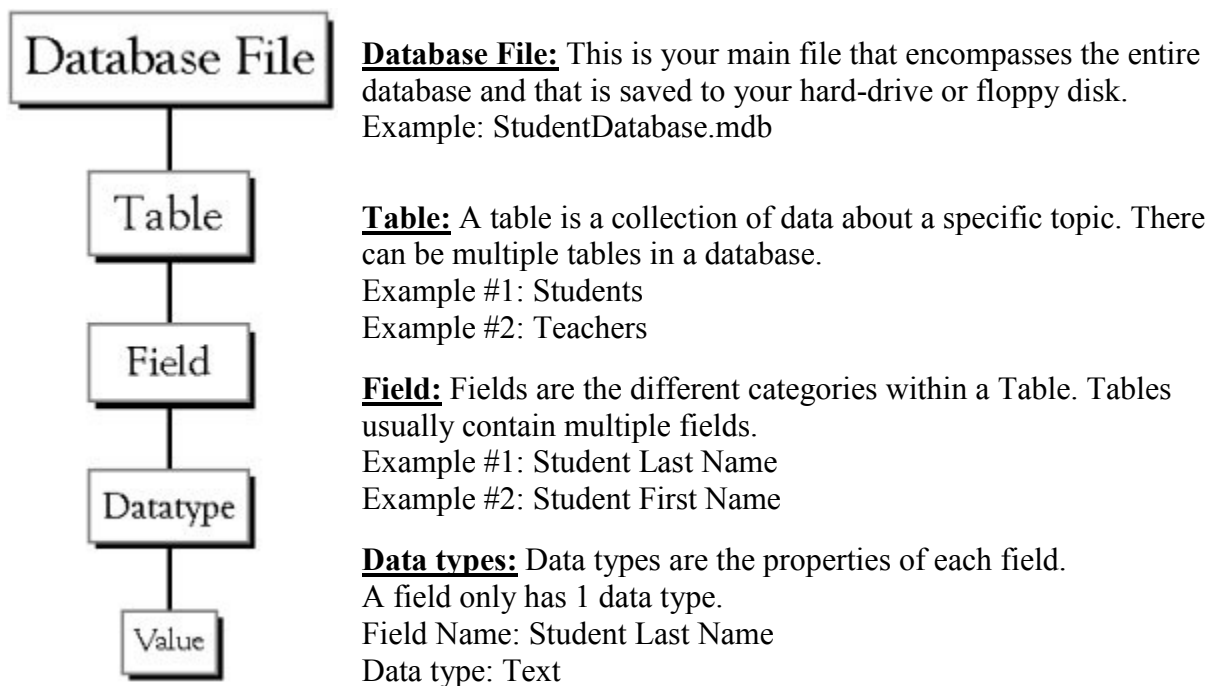 Database File
Table
Field
Datatype
Value
Database File: This is your main file that encompasses the entire
database and that is saved to your hard-drive or floppy disk.
Example: StudentDatabase.mdb
Table: A table is a collection of data about a specific topic. There
can be multiple tables in a database.
Example #1: Students
Example #2: Teachers
Field: Fields are the different categories within a Table. Tables
usually contain multiple fields.
Example #1: Student Last Name
Example #2: Student First Name
Data types: Data types are the properties of each field.
A field only has 1 data type.
Field Name: Student Last Name
Data type: Text